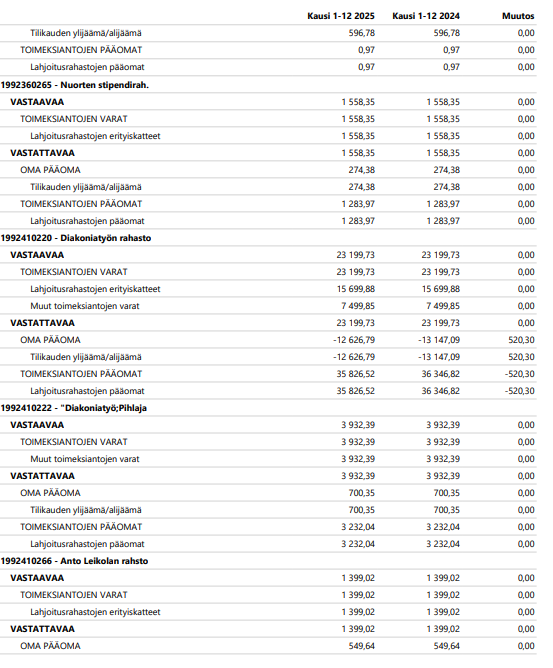 Kausi 1-12 2025 Kausi 1-12 2024 Muutos
Tilikauden ylijäämä/alijäämä 596,78 596,78 0,00
TOIMEKSIANTOJEN PÄÄOMAT 0,97 0,97 0,00
Lahjoitusrahastojen pääomat 0,97 0,97 0,00
1992360265 - Nuorten stipendirah.
VASTAAVAA 1 558,35 1 558,35 0,00
TOIMEKSIANTOJEN VARAT 1 558,35 1 558,35 0,00
Lahjoitusrahastojen erityiskatteet 1 558,35 1 558,35 0,00
VASTATTAVAA 1 558,35 1 558,35 0,00
OMA PÄÄOMA 274,38 274,38 0,00
Tilikauden ylijäämä/alijäämä 274,38 274,38 0,00
TOIMEKSIANTOJEN PÄÄOMAT 1 283,97 1 283,97 0,00
Lahjoitusrahastojen pääomat 1 283,97 1 283,97 0,00
1992410220 - Diakoniatyön rahasto
VASTAAVAA 23 199,73 23 199,73 0,00
TOIMEKSIANTOJEN VARAT 23 199,73 23 199,73 0,00
Lahjoitusrahastojen erityiskatteet 15 699,88 15 699,88 0,00
Muut toimeksiantojen varat 7 499,85 7 499,85 0,00
VASTATTAVAA 23 199,73 23 199,73 0,00
OMA PÄÄOMA -12 626,79 -13 147,09 520,30
Tilikauden ylijäämä/alijäämä -12 626,79 -13 147,09 520,30
TOIMEKSIANTOJEN PÄÄOMAT 35 826,52 36 346,82 -520,30
Lahjoitusrahastojen pääomat 35 826,52 36 346,82 -520,30
1992410222 - "Diakoniatyö;Pihlaja
VASTAAVAA 3 932,39 3 932,39 0,00
TOIMEKSIANTOJEN VARAT 3 932,39 3 932,39 0,00
Muut toimeksiantojen varat 3 932,39 3 932,39 0,00
VASTATTAVAA 3 932,39 3 932,39 0,00
OMA PÄÄOMA 700,35 700,35 0,00
Tilikauden ylijäämä/alijäämä 700,35 700,35 0,00
TOIMEKSIANTOJEN PÄÄOMAT 3 232,04 3 232,04 0,00
Lahjoitusrahastojen pääomat 3 232,04 3 232,04 0,00
1992410266 - Anto Leikolan rahsto
VASTAAVAA 1 399,02 1 399,02 0,00
TOIMEKSIANTOJEN VARAT 1 399,02 1 399,02 0,00
Lahjoitusrahastojen erityiskatteet 1 399,02 1 399,02 0,00
VASTATTAVAA 1 399,02 1 399,02 0,00
OMA PÄÄOMA 549,64 549,64 0,00